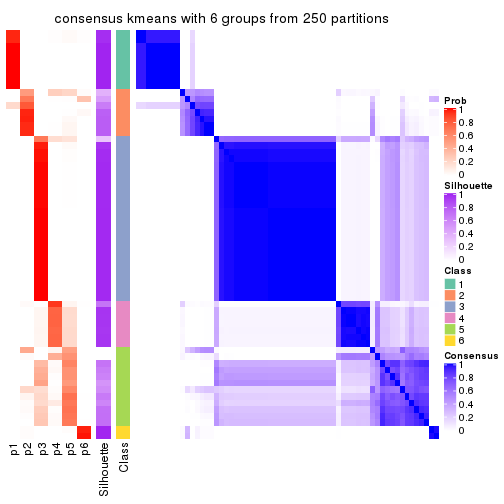 consensus kmeans with 6 groups from 250 partitions
Prob
1
0.8
0.6
0.4
0.2
0
Silhouette
1
0.8
0.6
0.4
0.2
0
Class
1
2
3
4
5
6
Consensus
1
0.8
0.6
0.4
0.2
0
p1
p2
p3
p4
p5
p6
Silhouette
Class